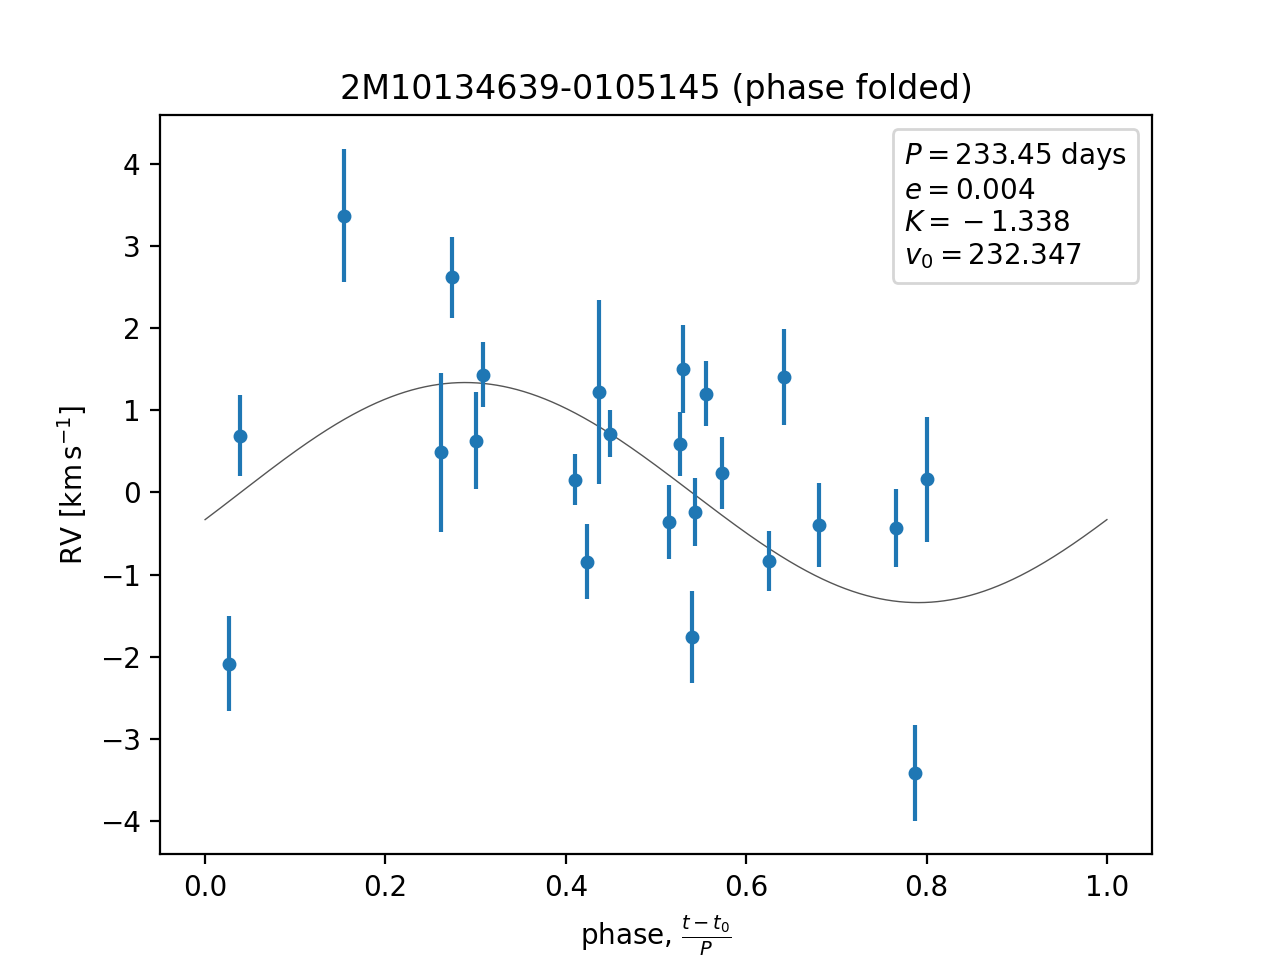 2M10134639-0105145 (phase folded)
P = 233.45 days
e = 0.004
K = −1.338
v₀ = 232.347
4
3
2
1
0
−1
−2
−3
−4
RV [km s⁻¹]
0.0 0.2 0.4 0.6 0.8 1.0
phase, (t − t₀)/P